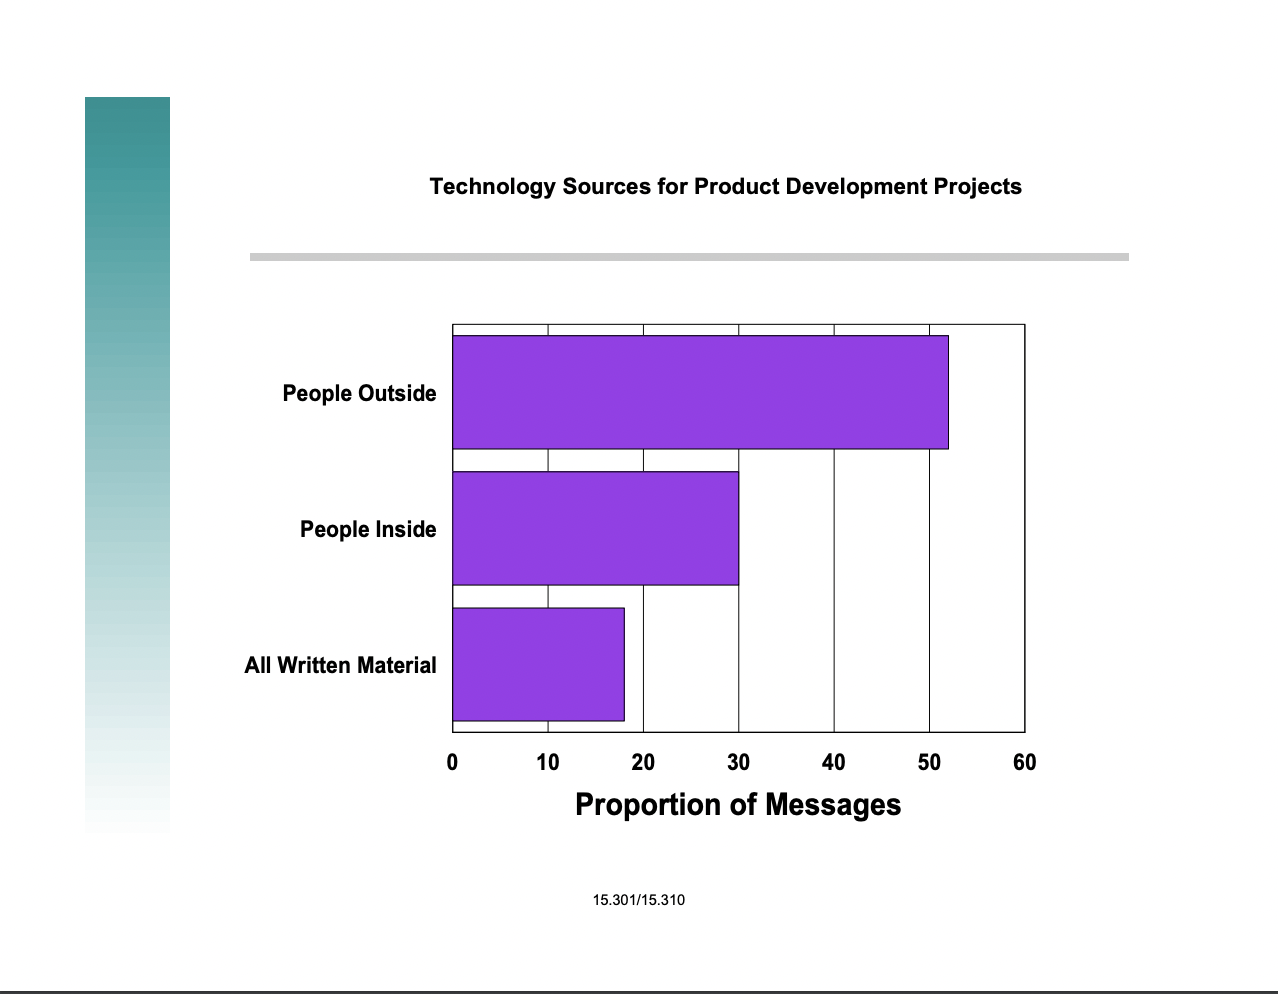 Technology Sources for Product Development Projects
People Outside
People Inside
All Written Material
0 10 20 30 40 50 60
Proportion of Messages
15.301/15.310